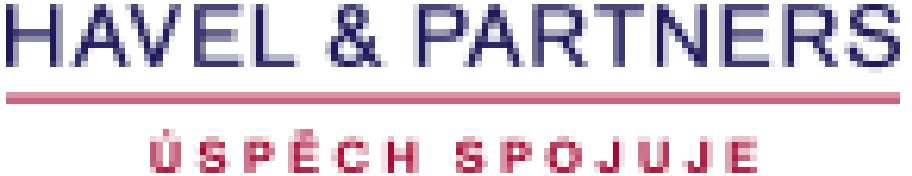 HAVEL & PARTNERS
ÚSPĚCH SPOJUJE